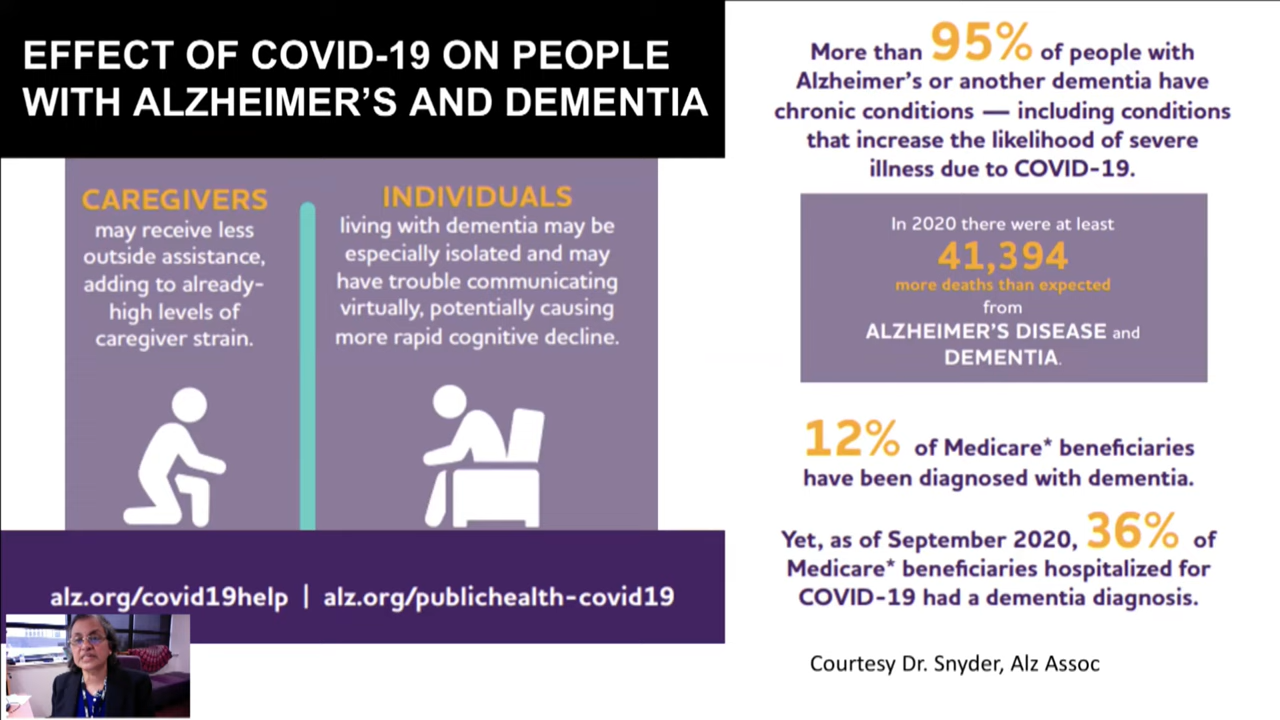 EFFECT OF COVID-19 ON PEOPLE
WITH ALZHEIMER'S AND DEMENTIA
CAREGIVERS
may receive less
outside assistance,
adding to already-
high levels of
caregiver strain.
INDIVIDUALS
living with dementia may be
especially isolated and may
have trouble communicating
virtually, potentially causing
more rapid cognitive decline.
alz.org/covid19help | alz.org/publichealth-covid19
More than 95% of people with
Alzheimer's or another dementia have
chronic conditions — including conditions
that increase the likelihood of severe
illness due to COVID-19.
In 2020 there were at least
41,394
more deaths than expected
from
ALZHEIMER'S DISEASE and
DEMENTIA.
12% of Medicare* beneficiaries
have been diagnosed with dementia.
Yet, as of September 2020, 36% of
Medicare* beneficiaries hospitalized for
COVID-19 had a dementia diagnosis.
Courtesy Dr. Snyder, Alz Assoc